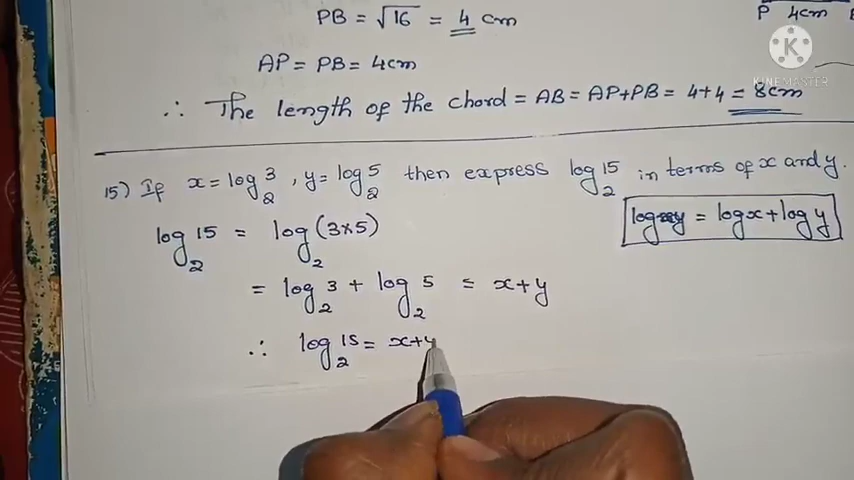 PB = √16 = 4 cm
P 4cm
AP = PB = 4cm
∴ The length of the chord = AB = AP+PB = 4+4 = 8cm
15) If x = log₂3 , y = log₂5 then express log₂15 in terms of x and y.
log₂15 = log₂(3×5)
logxy = logx + logy
= log₂3 + log₂5 = x+y
∴ log₂15 = x+y
K
KINEMASTER